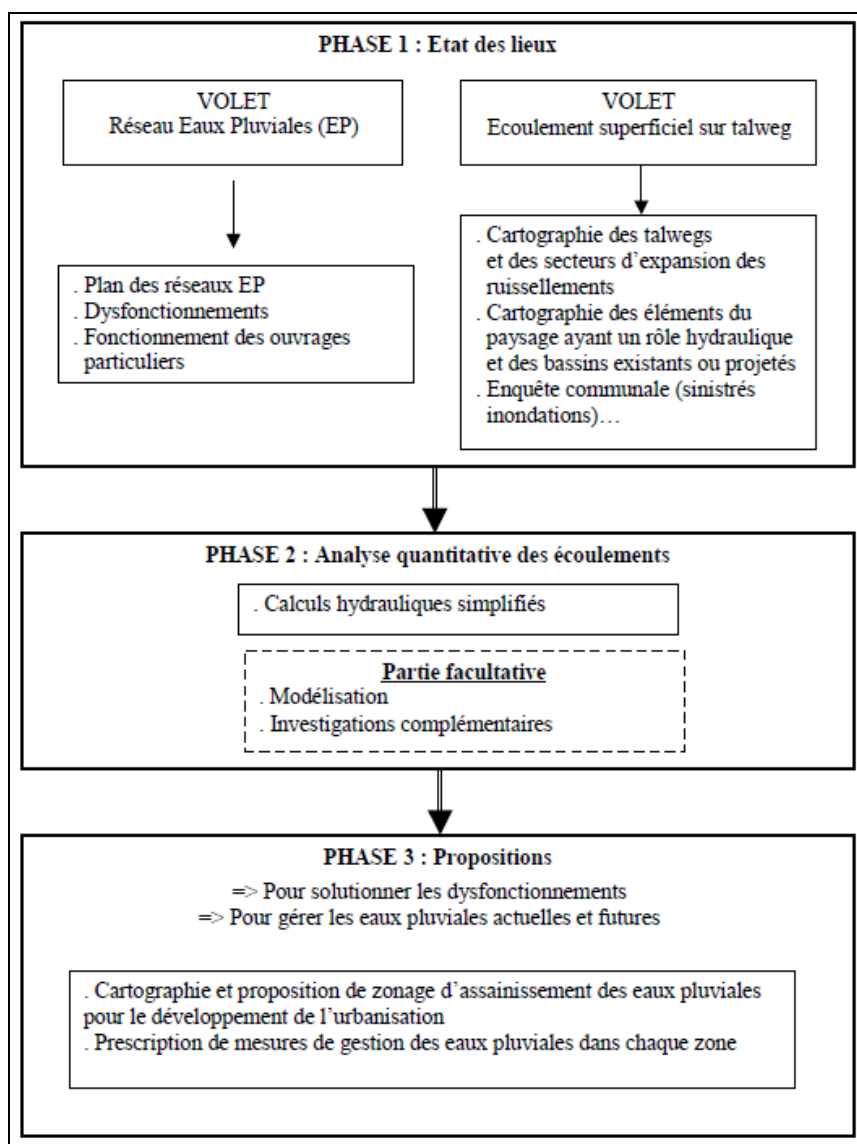 PHASE 1 : Etat des lieux
VOLET
Réseau Eaux Pluviales (EP)
VOLET
Ecoulement superficiel sur talweg
. Plan des réseaux EP
. Dysfonctionnements
. Fonctionnement des ouvrages
particuliers
. Cartographie des talwegs
et des secteurs d'expansion des
ruissellements
. Cartographie des éléments du
paysage ayant un rôle hydraulique
et des bassins existants ou projetés
. Enquête communale (sinistrés
inondations)…
PHASE 2 : Analyse quantitative des écoulements
. Calculs hydrauliques simplifiés
Partie facultative
. Modélisation
. Investigations complémentaires
PHASE 3 : Propositions
=> Pour solutionner les dysfonctionnements
=> Pour gérer les eaux pluviales actuelles et futures
. Cartographie et proposition de zonage d'assainissement des eaux pluviales
pour le développement de l'urbanisation
. Prescription de mesures de gestion des eaux pluviales dans chaque zone